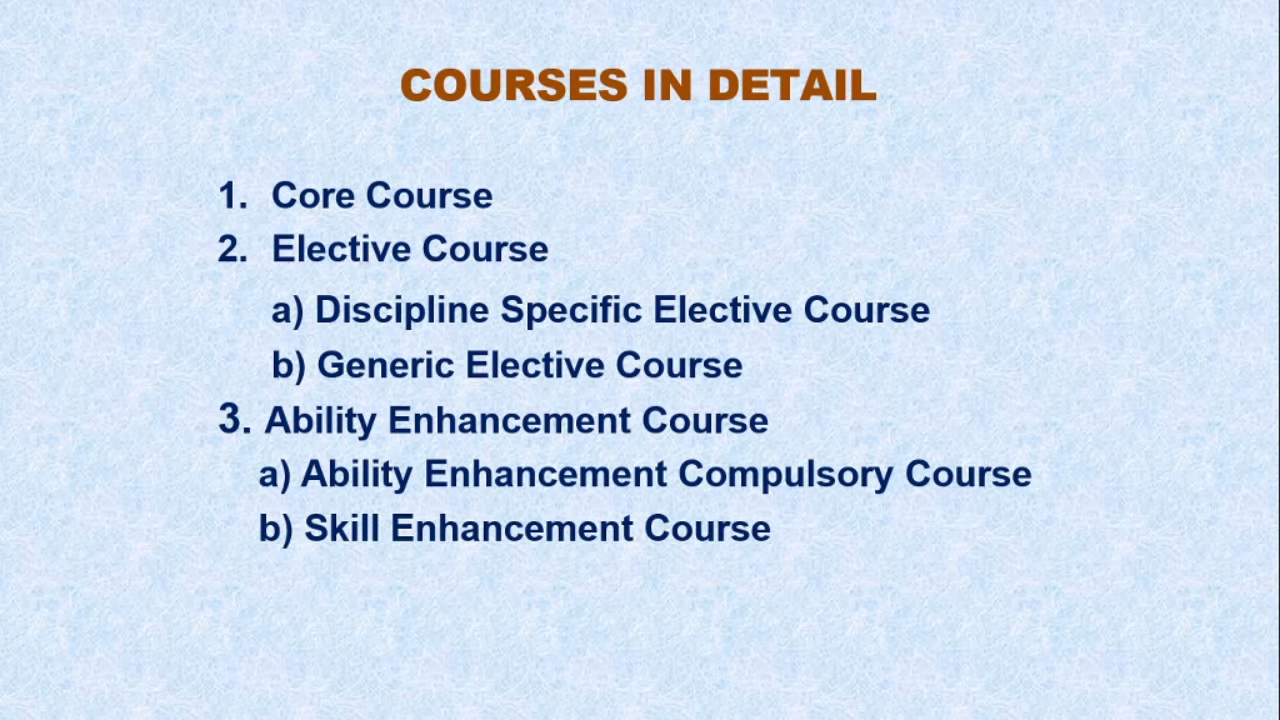 COURSES IN DETAIL
1. Core Course
2. Elective Course
a) Discipline Specific Elective Course
b) Generic Elective Course
3. Ability Enhancement Course
a) Ability Enhancement Compulsory Course
b) Skill Enhancement Course